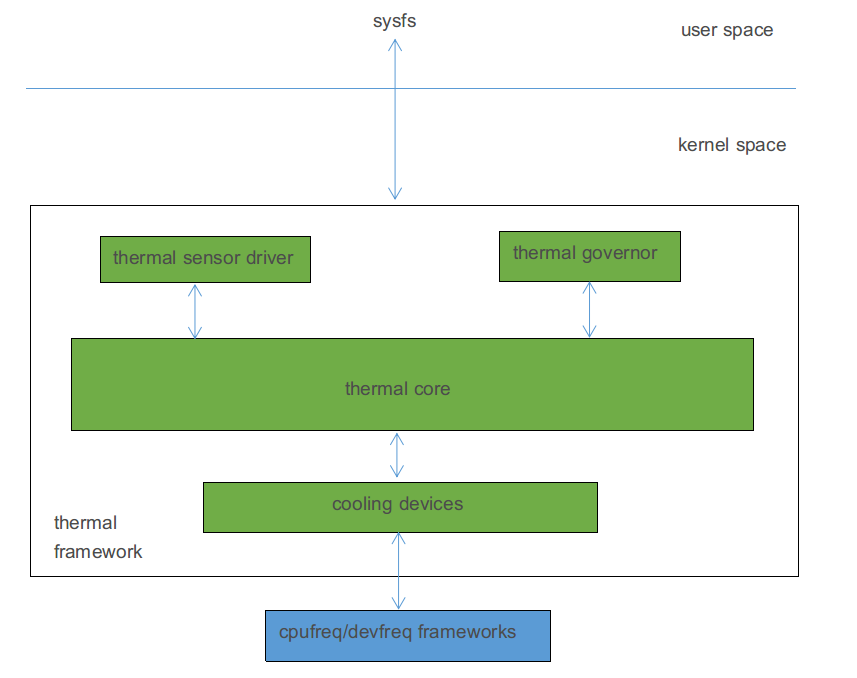 sysfs
user space
kernel space
thermal sensor driver
thermal governor
thermal core
cooling devices
thermal
framework
cpufreq/devfreq frameworks